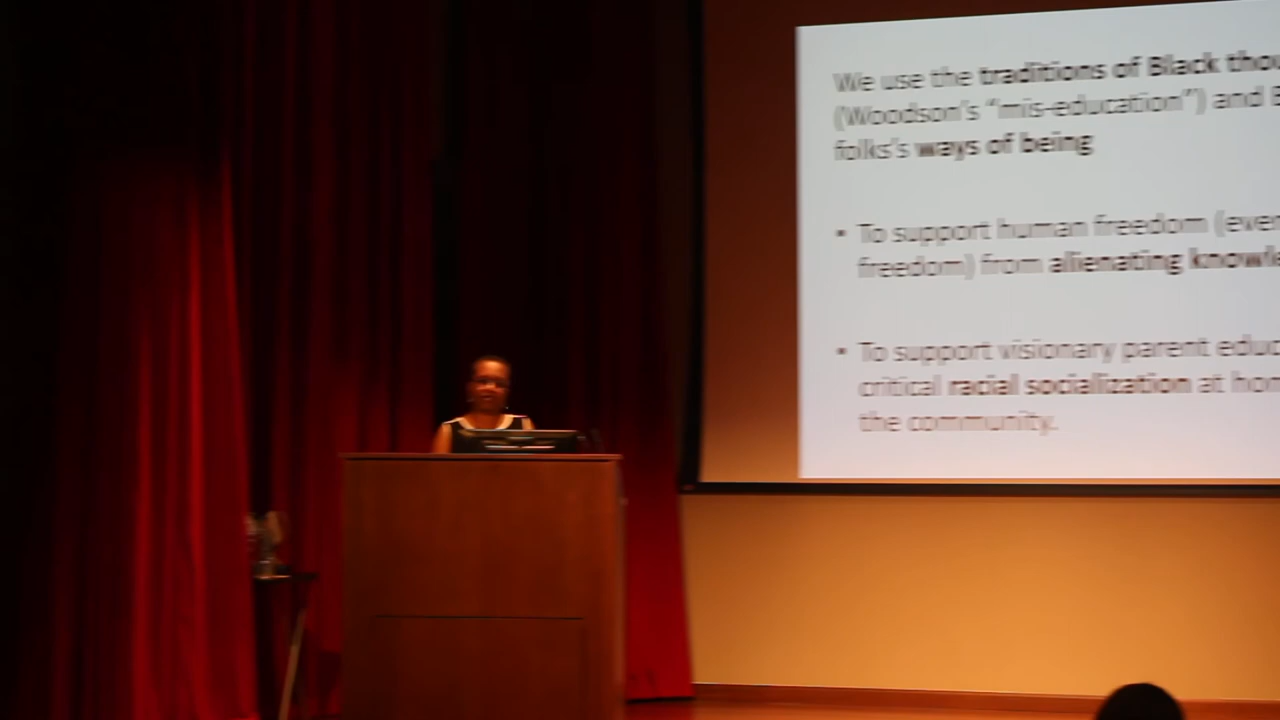 We use the traditions of Black thou
(Woodson's "mis-education") and B
folks's ways of being
▪ To support human freedom (ever
freedom) from alienating knowle
▪ To support visionary parent educ
critical racial socialization at hom
the community.